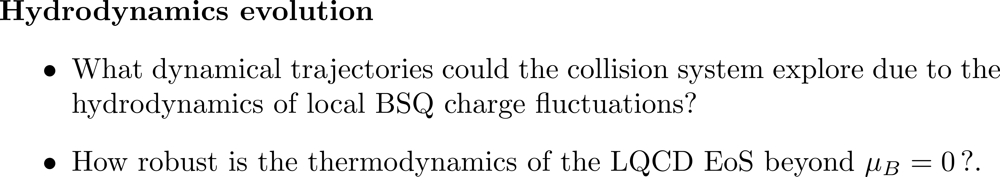 Hydrodynamics evolution
• What dynamical trajectories could the collision system explore due to the
hydrodynamics of local BSQ charge fluctuations?
• How robust is the thermodynamics of the LQCD EoS beyond $\mu_B = 0$ ?.